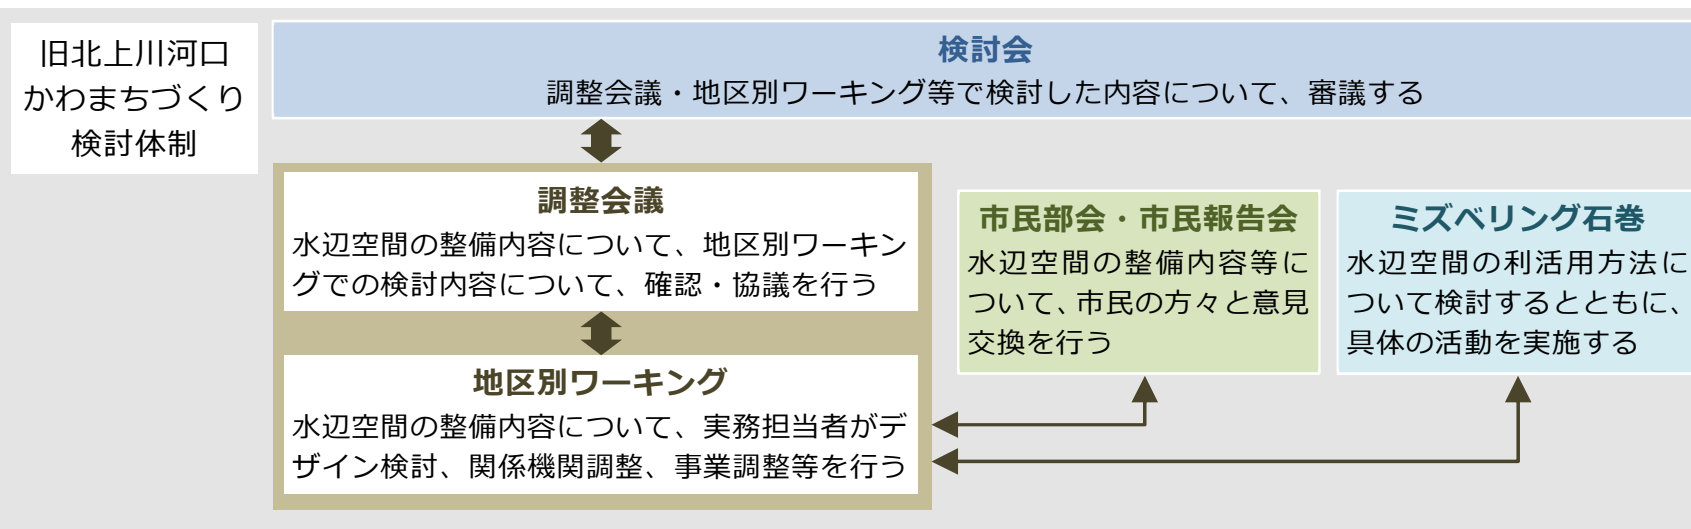 旧北上川河口
かわまちづくり
検討体制
検討会
調整会議・地区別ワーキング等で検討した内容について、審議する
調整会議
水辺空間の整備内容について、地区別ワーキン
グでの検討内容について、確認・協議を行う
地区別ワーキング
水辺空間の整備内容について、実務担当者がデ
ザイン検討、関係機関調整、事業調整等を行う
市民部会・市民報告会
水辺空間の整備内容等に
ついて、市民の方々と意見
交換を行う
ミズベリング石巻
水辺空間の利活用方法に
ついて検討するとともに、
具体の活動を実施する